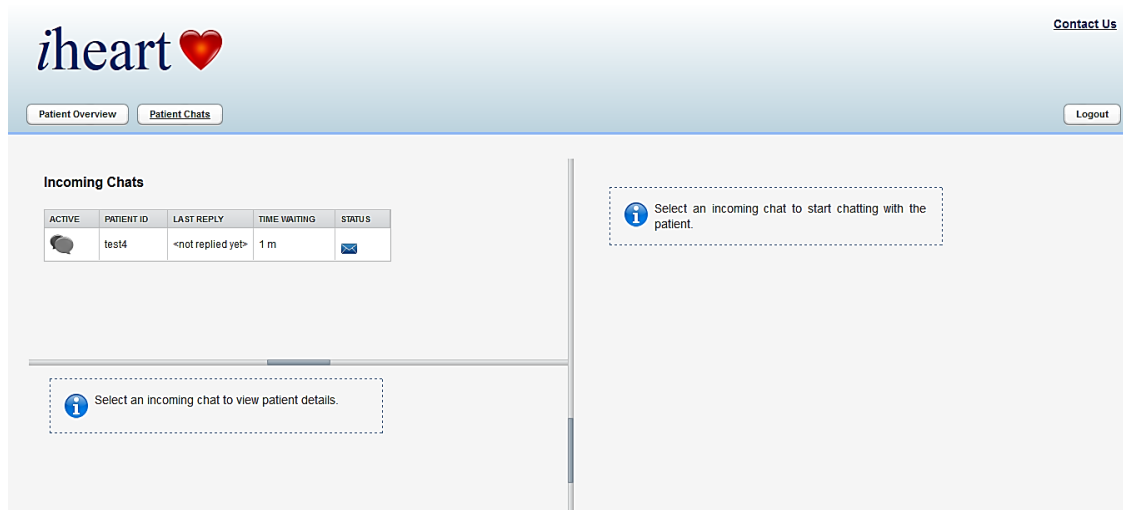 Contact Us
iheart
Patient Overview
Patient Chats
Logout
Incoming Chats
ACTIVE PATIENT ID LAST REPLY TIME WAITING STATUS
test4 <not replied yet> 1 m
Select an incoming chat to start chatting with the
patient.
Select an incoming chat to view patient details.